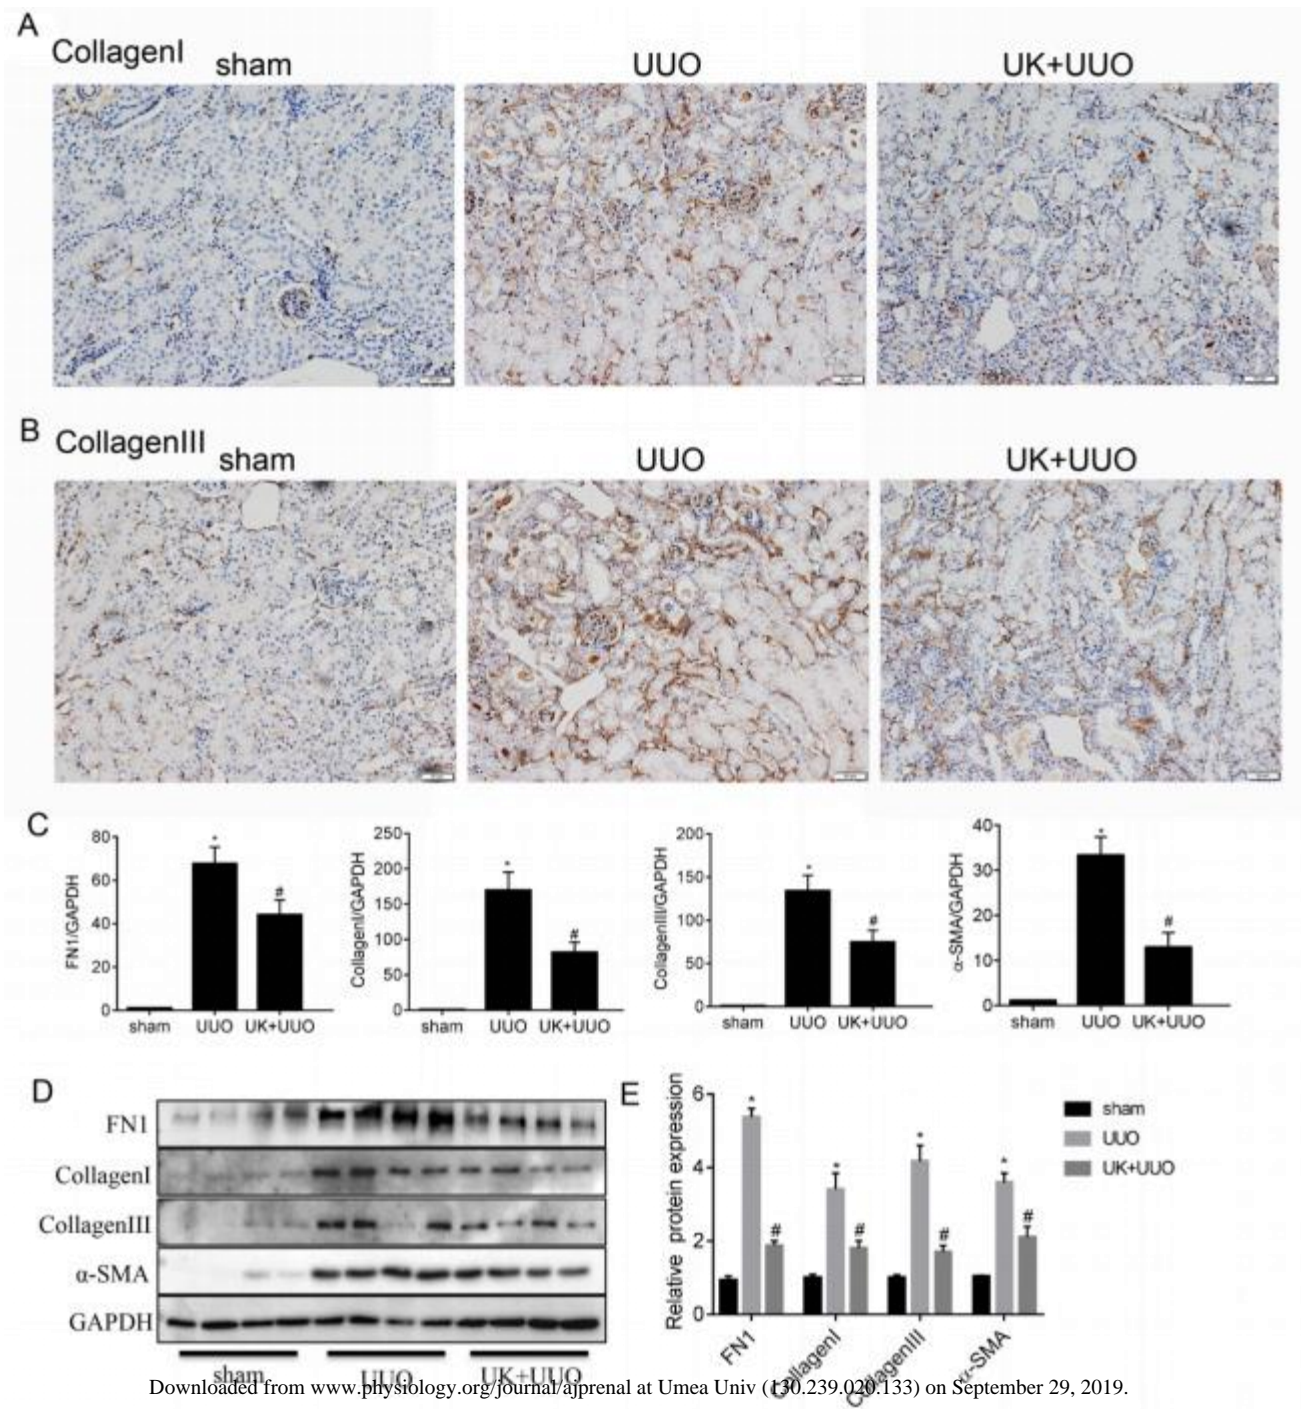 A
CollagenI
sham UUO UK+UUO
B
CollagenIII
sham UUO UK+UUO
C
FN1/GAPDH
80
60
40
20
0
sham UUO UK+UUO
*
#
CollagenI/GAPDH
250
200
150
100
50
0
sham UUO UK+UUO
*
#
CollagenIII/GAPDH
200
150
100
50
0
sham UUO UK+UUO
*
#
α-SMA/GAPDH
40
30
20
10
0
sham UUO UK+UUO
*
#
D
FN1
CollagenI
CollagenIII
α-SMA
GAPDH
sham UUO UK+UUO
E
Relative protein expression
6
4
2
0
* # * # * # * #
FN1 CollagenI CollagenIII α-SMA
sham
UUO
UK+UUO
Downloaded from www.physiology.org/journal/ajprenal at Umea Univ (130.239.020.133) on September 29, 2019.